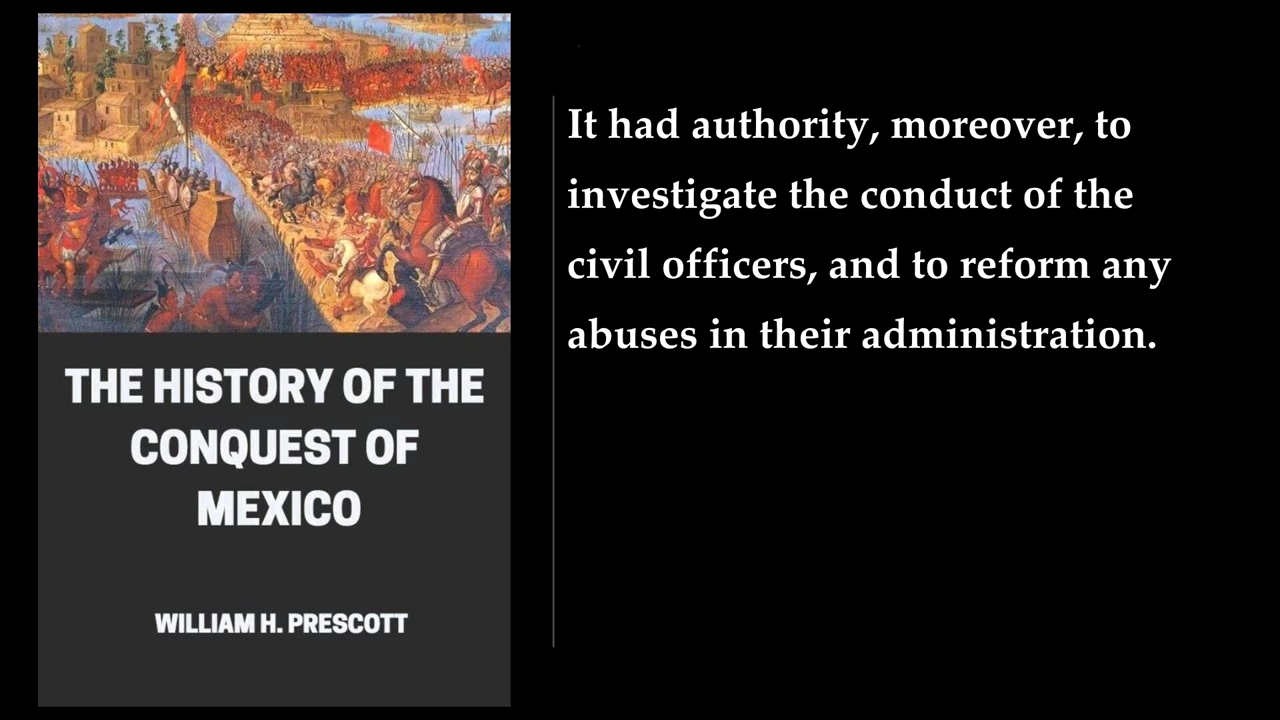 THE HISTORY OF THE
CONQUEST OF
MEXICO
WILLIAM H. PRESCOTT
It had authority, moreover, to
investigate the conduct of the
civil officers, and to reform any
abuses in their administration.